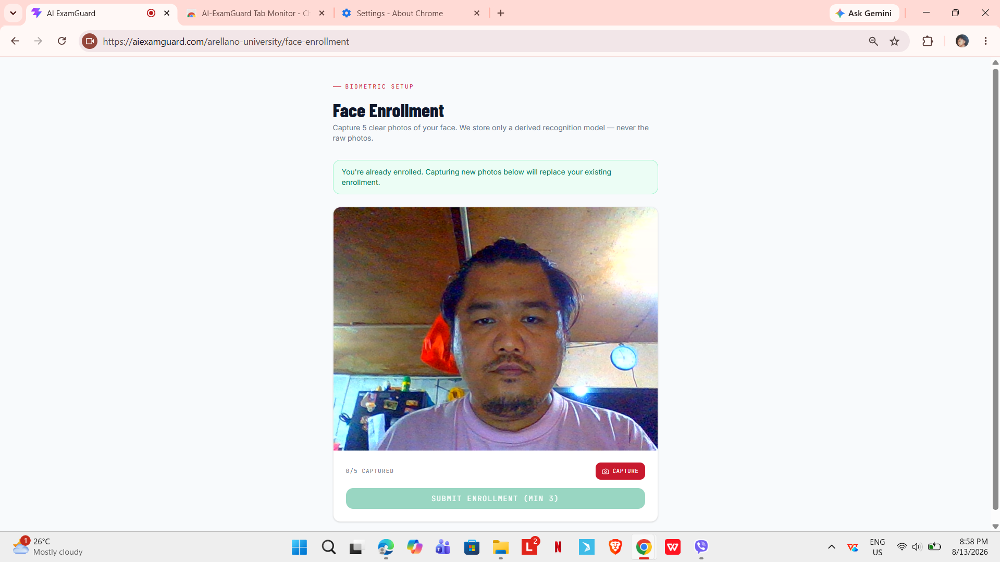 AI ExamGuard
AI-ExamGuard Tab Monitor - Ch
Settings - About Chrome
Ask Gemini
https://aiexamguard.com/arellano-university/face-enrollment
BIOMETRIC SETUP
Face Enrollment
Capture 5 clear photos of your face. We store only a derived recognition model — never the
raw photos.
You're already enrolled. Capturing new photos below will replace your existing
enrollment.
0/5 CAPTURED
CAPTURE
SUBMIT ENROLLMENT (MIN 3)
1
26°C
Mostly cloudy
L
2
N
W
ENG
US
8:58 PM
8/13/2026